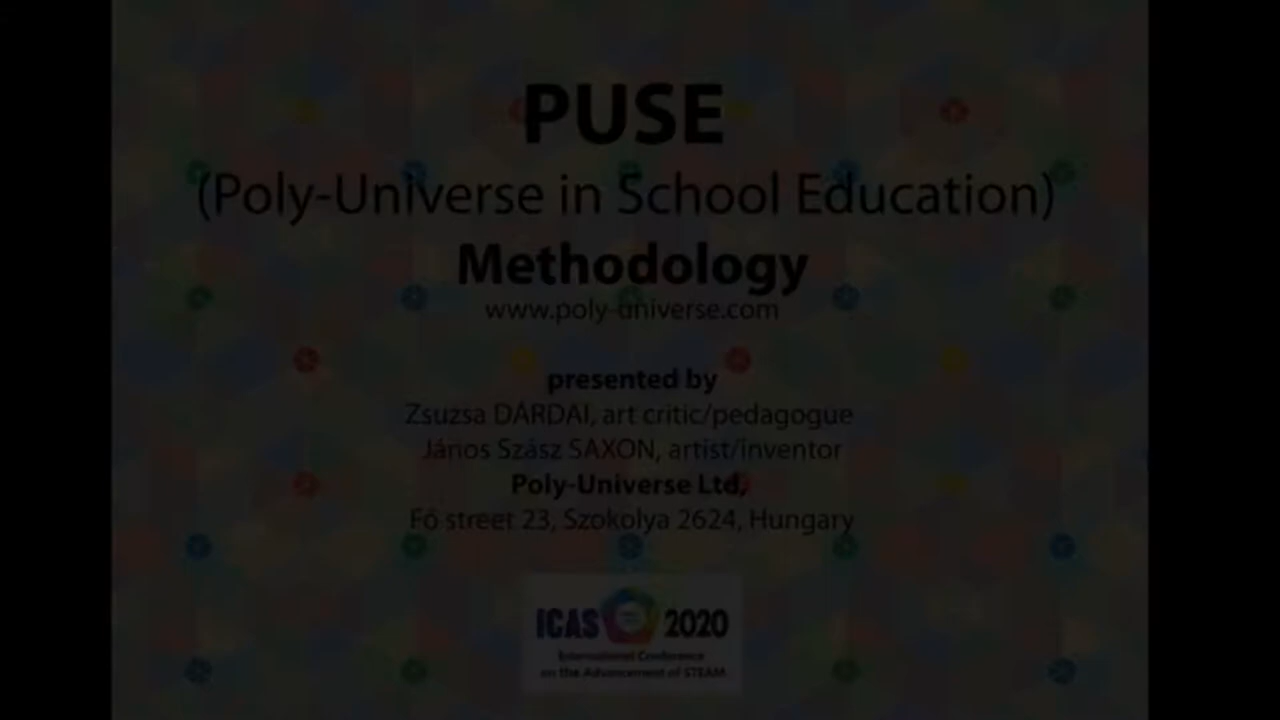 PUSE
(Poly-Universe in School Education)
Methodology
www.poly-universe.com
presented by
Zsuzsa DÁRDAI, art critic/pedagogue
János Szász SAXON, artist/inventor
Poly-Universe Ltd,
Fő street 23, Szokolya 2624, Hungary
ICAS 2020
International Conference
on the Advancement of STEAM